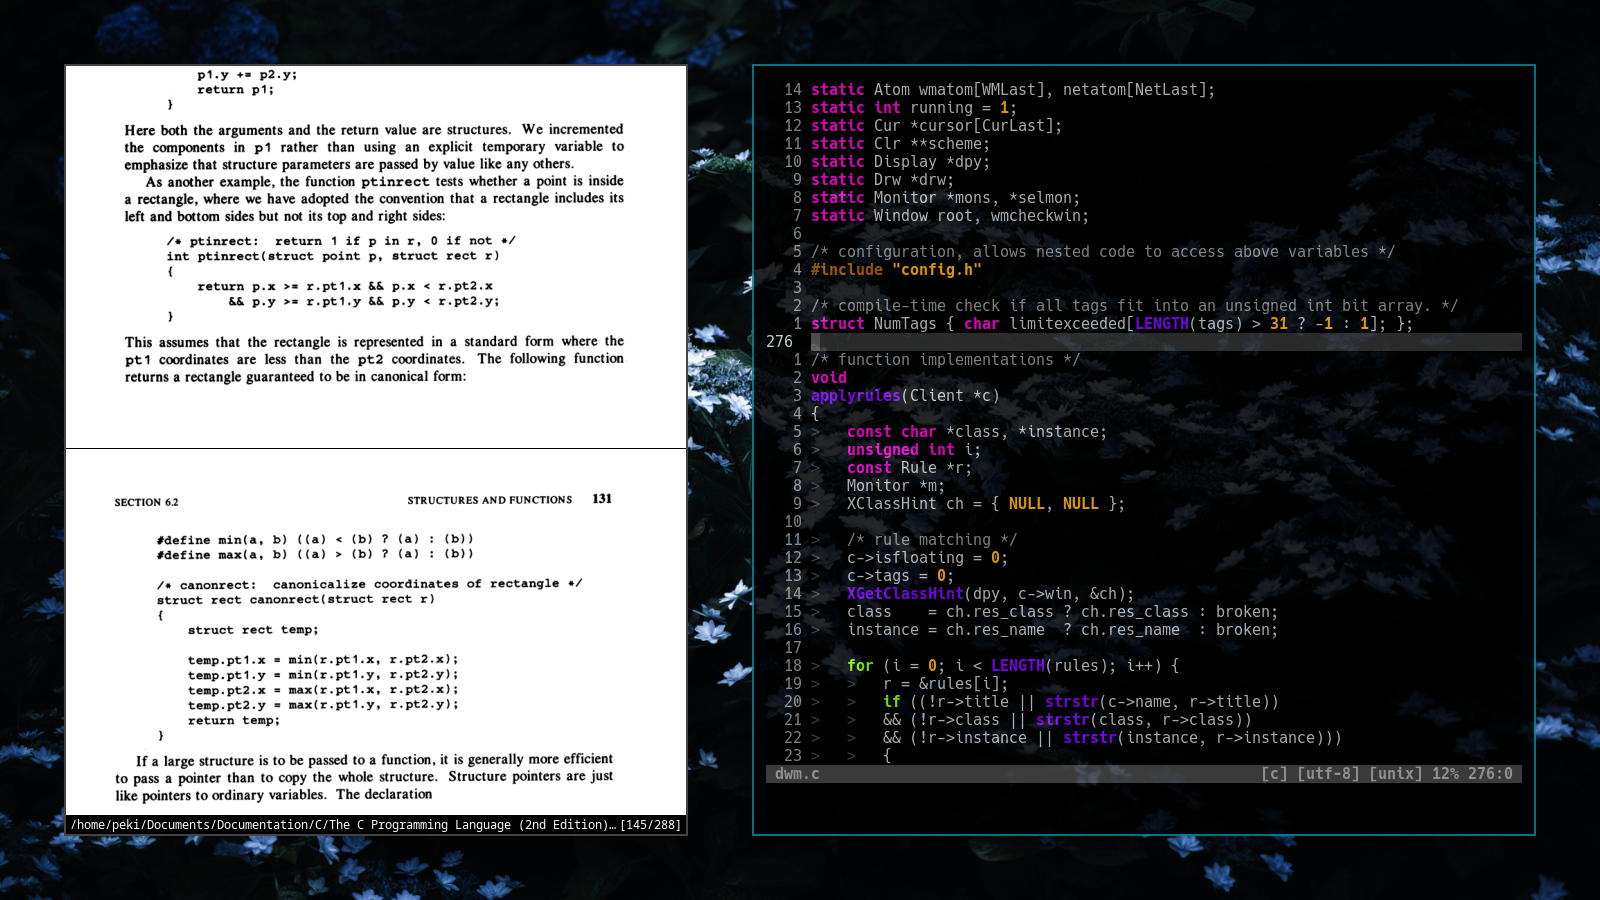 p1.y += p2.y;
return p1;
}
Here both the arguments and the return value are structures. We incremented
the components in p1 rather than using an explicit temporary variable to
emphasize that structure parameters are passed by value like any others.
As another example, the function ptinrect tests whether a point is inside
a rectangle, where we have adopted the convention that a rectangle includes its
left and bottom sides but not its top and right sides:
/* ptinrect: return 1 if p in r, 0 if not */
int ptinrect(struct point p, struct rect r)
{
return p.x >= r.pt1.x && p.x < r.pt2.x
&& p.y >= r.pt1.y && p.y < r.pt2.y;
}
This assumes that the rectangle is represented in a standard form where the
pt1 coordinates are less than the pt2 coordinates. The following function
returns a rectangle guaranteed to be in canonical form:
SECTION 6.2 STRUCTURES AND FUNCTIONS 131
#define min(a, b) ((a) < (b) ? (a) : (b))
#define max(a, b) ((a) > (b) ? (a) : (b))
/* canonrect: canonicalize coordinates of rectangle */
struct rect canonrect(struct rect r)
{
struct rect temp;
temp.pt1.x = min(r.pt1.x, r.pt2.x);
temp.pt1.y = min(r.pt1.y, r.pt2.y);
temp.pt2.x = max(r.pt1.x, r.pt2.x);
temp.pt2.y = max(r.pt1.y, r.pt2.y);
return temp;
}
If a large structure is to be passed to a function, it is generally more efficient
to pass a pointer than to copy the whole structure. Structure pointers are just
like pointers to ordinary variables. The declaration
/home/peki/Documents/Documentation/C/The C Programming Language (2nd Edition)… [145/288]
14 static Atom wmatom[WMLast], netatom[NetLast];
13 static int running = 1;
12 static Cur *cursor[CurLast];
11 static Clr **scheme;
10 static Display *dpy;
9 static Drw *drw;
8 static Monitor *mons, *selmon;
7 static Window root, wmcheckwin;
6
5 /* configuration, allows nested code to access above variables */
4 #include "config.h"
3
2 /* compile-time check if all tags fit into an unsigned int bit array. */
1 struct NumTags { char limitexceeded[LENGTH(tags) > 31 ? -1 : 1]; };
276
1 /* function implementations */
2 void
3 applyrules(Client *c)
4 {
5 > const char *class, *instance;
6 > unsigned int i;
7 > const Rule *r;
8 > Monitor *m;
9 > XClassHint ch = { NULL, NULL };
10
11 > /* rule matching */
12 > c->isfloating = 0;
13 > c->tags = 0;
14 > XGetClassHint(dpy, c->win, &ch);
15 > class    = ch.res_class ? ch.res_class : broken;
16 > instance = ch.res_name  ? ch.res_name  : broken;
17
18 > for (i = 0; i < LENGTH(rules); i++) {
19 > > r = &rules[i];
20 > > if ((!r->title || strstr(c->name, r->title))
21 > > && (!r->class || strstr(class, r->class))
22 > > && (!r->instance || strstr(instance, r->instance)))
23 > > {
dwm.c [c] [utf-8] [unix] 12% 276:0